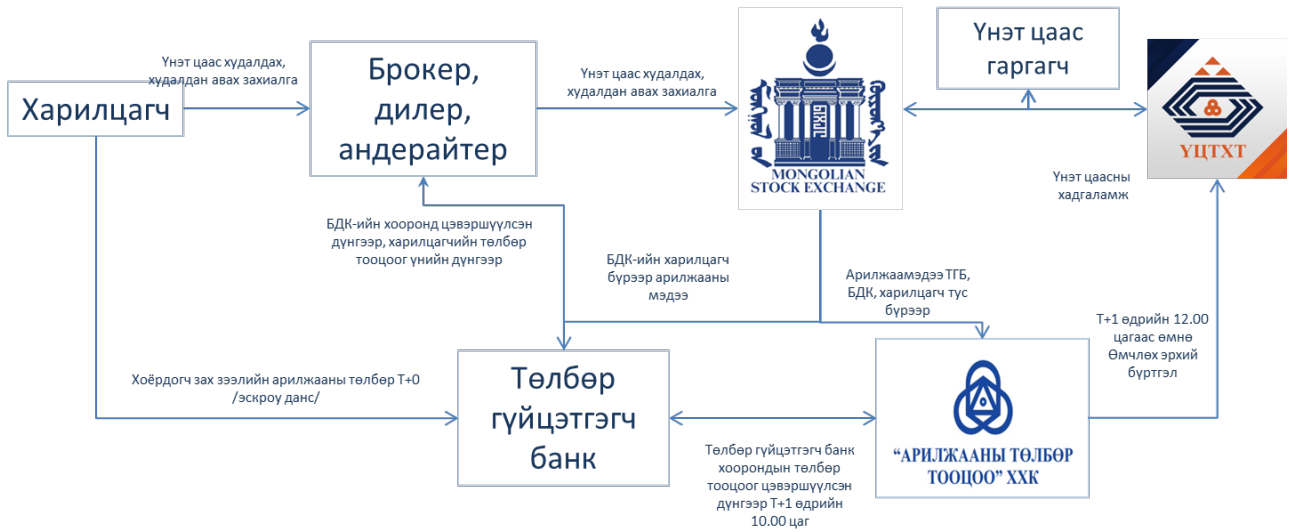 Харилцагч
Үнэт цаас худалдах,
худалдан авах захиалга
Брокер,
дилер,
андерайтер
Үнэт цаас худалдах,
худалдан авах захиалга
MONGOLIAN
STOCK EXCHANGE
Үнэт цаас
гаргагч
ҮЦТХТ
Үнэт цаасны
хадгаламж
БДК-ийн хооронд цэвэршүүлсэн
дүнгээр, харилцагчийн төлбөр
тооцоог үнийн дүнгээр
БДК-ийн харилцагч
бүрээр арилжааны
мэдээ
Арилжаамэдээ ТГБ,
БДК, харилцагч тус
бүрээр
Т+1 өдрийн 12.00
цагаас өмнө
Өмчлөх эрхий
бүртгэл
Хоёрдогч зах зээлийн арилжааны төлбөр Т+0
/эскроу данс/
Төлбөр
гүйцэтгэгч
банк
Төлбөр гүйцэтгэгч банк
хоорондын төлбөр
тооцоог цэвэршүүлсэн
дүнгээр Т+1 өдрийн
10.00 цаг
“АРИЛЖААНЫ ТӨЛБӨР
ТООЦОО” ХХК